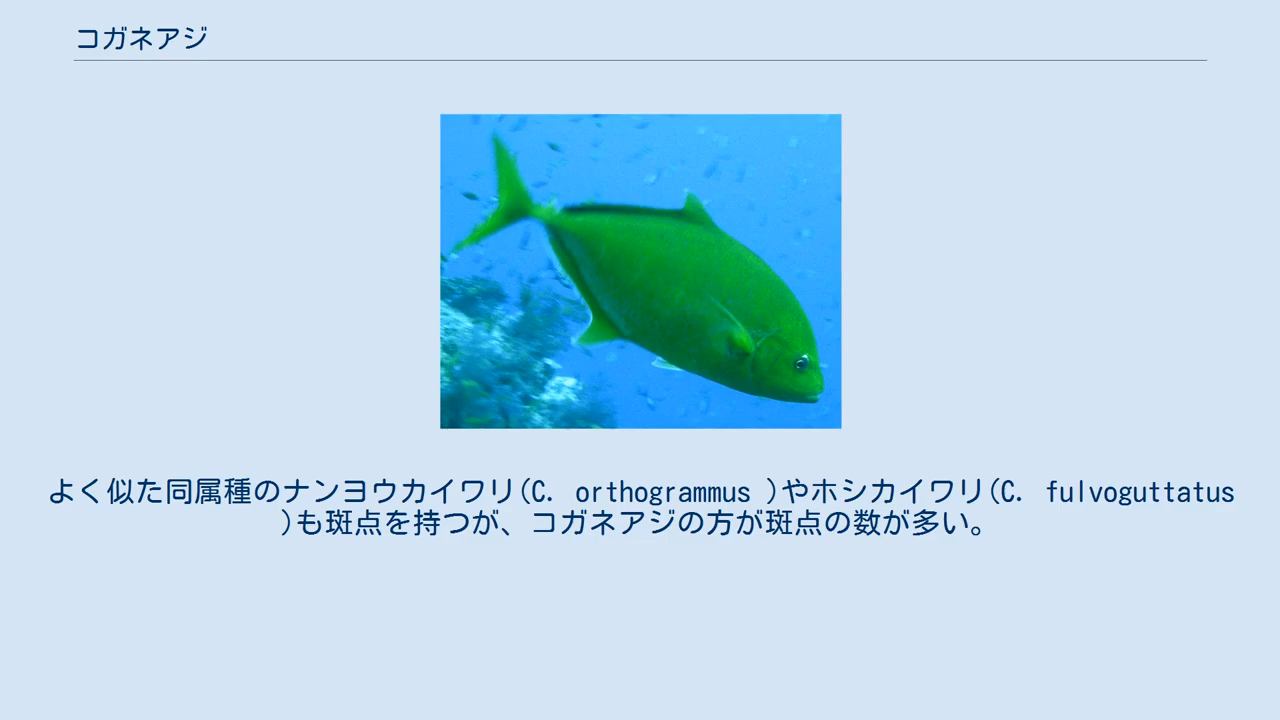 コガネアジ
よく似た同属種のナンヨウカイワリ(C. orthogrammus )やホシカイワリ(C. fulvoguttatus
)も斑点を持つが、コガネアジの方が斑点の数が多い。